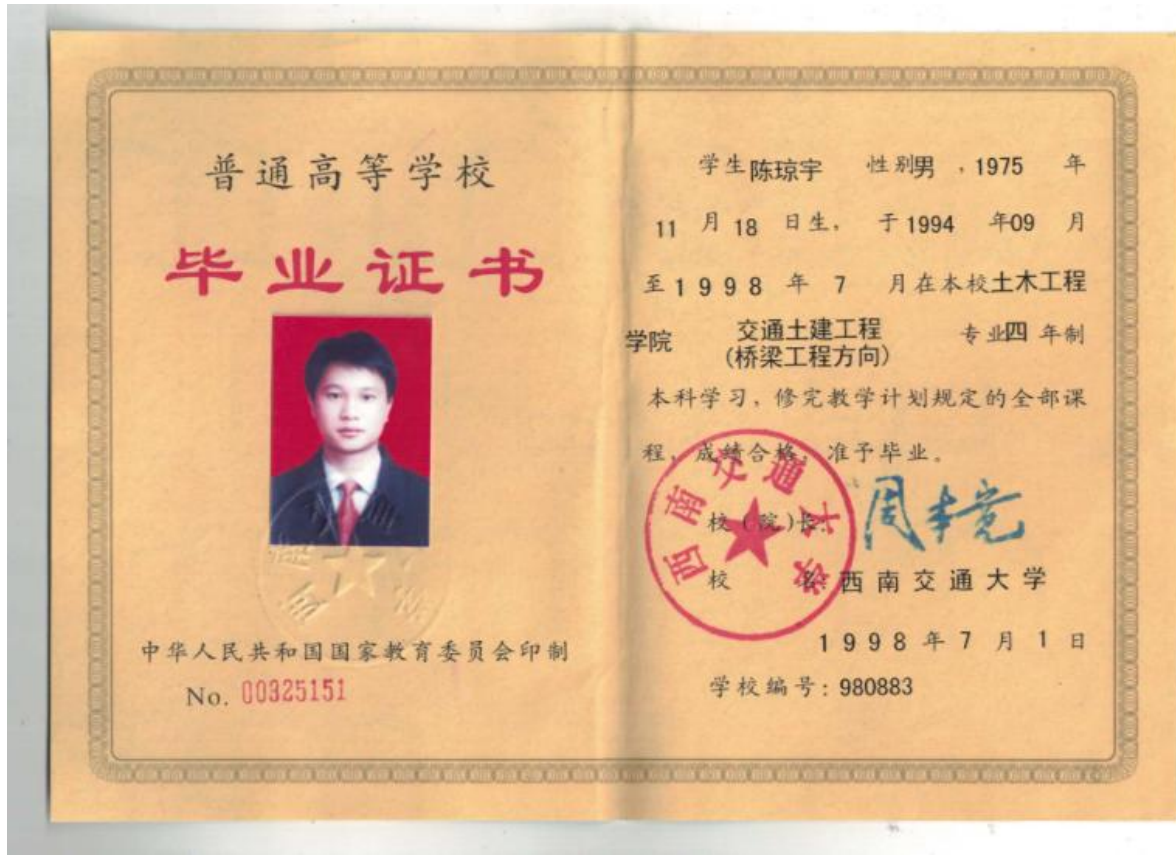 普通高等学校
毕业证书
中华人民共和国国家教育委员会印制
No. 00325151
学生 陈琼宇 性别男，1975 年
11 月 18 日生，于 1994 年09 月
至 1998 年 7 月在本校土木工程
学院 交通土建工程 专业四 年制
(桥梁工程方向)
本科学习，修完教学计划规定的全部课
程，成绩合格，准予毕业。
校(院)长：
西南交通大学
校 名：西南交通大学
1998年7月1日
学校编号：980883